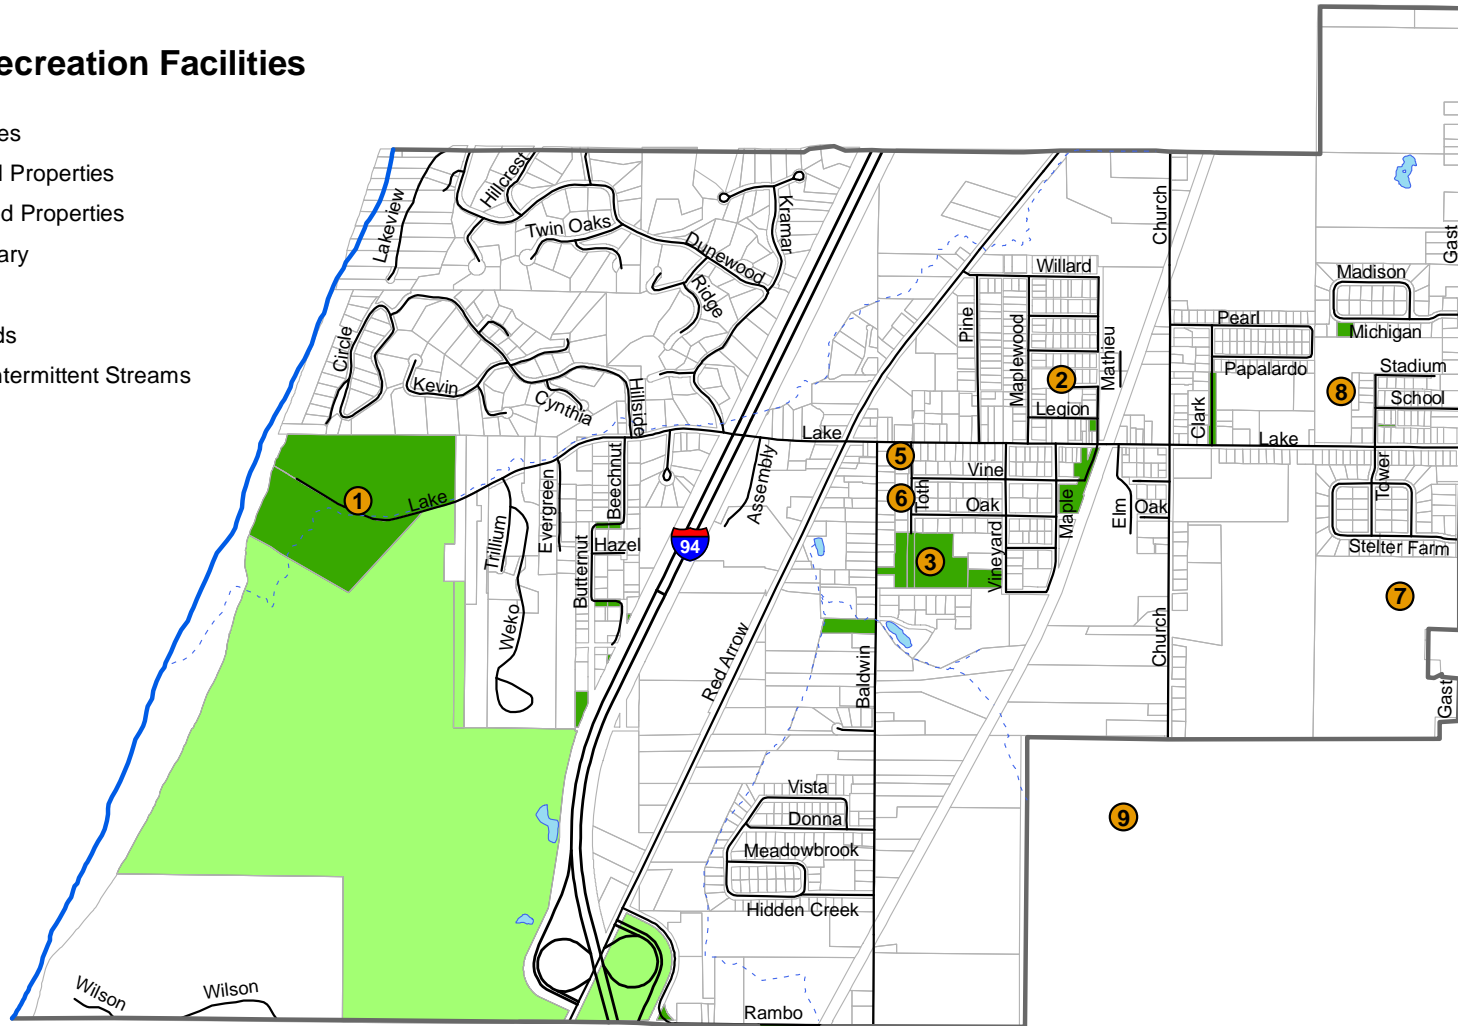 ecreation Facilities
es
l Properties
d Properties
ary
ds
ntermittent Streams
Lakeview
Hillcrest
Twin Oaks
Dunewood
Kramar
Ridge
Circle
Kevin
Cynthia
Hillside
Church
Gast
Willard
Madison
Pearl
Michigan
Pine
Maplewood
Mathieu
Papalardo
Stadium
2
8
School
Legion
Clark
Lake
Lake
5
Vine
Tower
1
Lake
Evergreen
Beechnut
Assembly
6
Toth
Oak
Maple
Elm
Oak
Trillium
Butternut
Hazel
94
3
Vineyard
Stelter Farm
7
Weko
Red Arrow
Baldwin
Church
Gast
Vista
Donna
9
Meadowbrook
Hidden Creek
Wilson
Wilson
Rambo